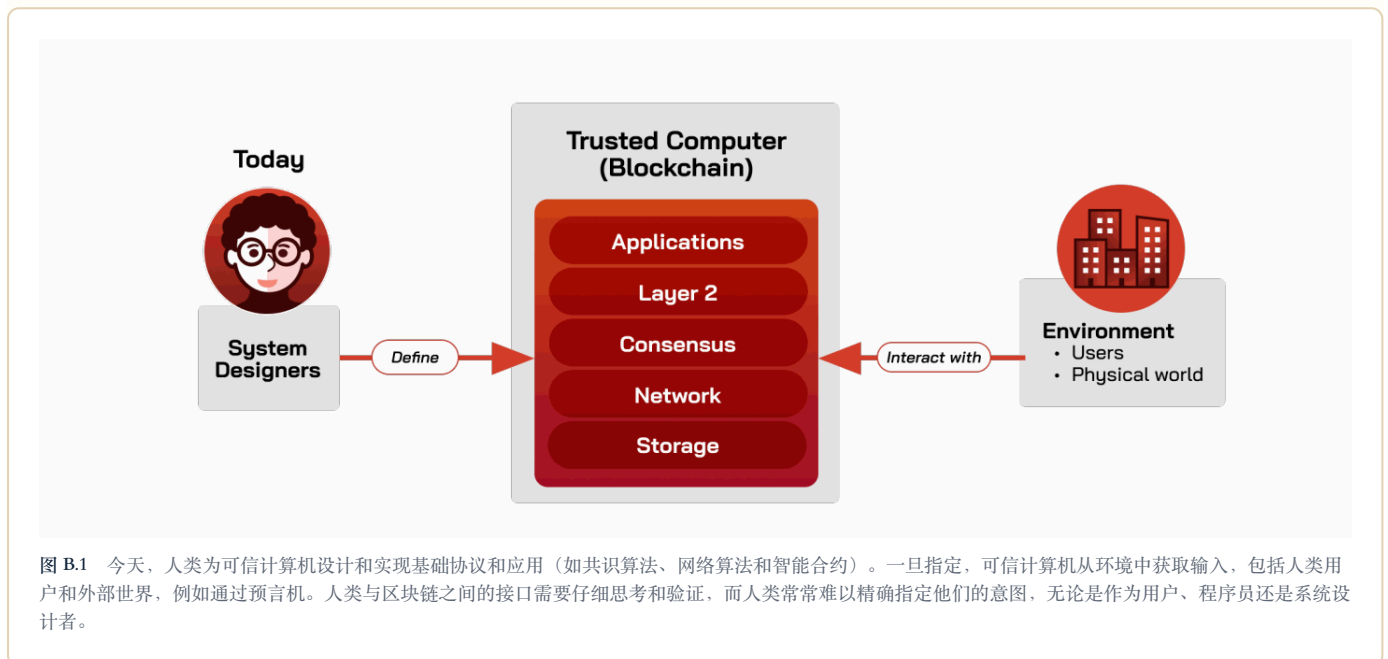 Today
System
Designers
Define
Trusted Computer
(Blockchain)
Applications
Layer 2
Consensus
Network
Storage
Interact with
Environment
• Users
• Physical world
图 B.1 今天，人类为可信计算机设计和实现基础协议和应用（如共识算法、网络算法和智能合约）。一旦指定，可信计算机从环境中获取输入，包括人类用
户和外部世界，例如通过预言机。人类与区块链之间的接口需要仔细思考和验证，而人类常常难以精确指定他们的意图，无论是作为用户、程序员还是系统设
计者。